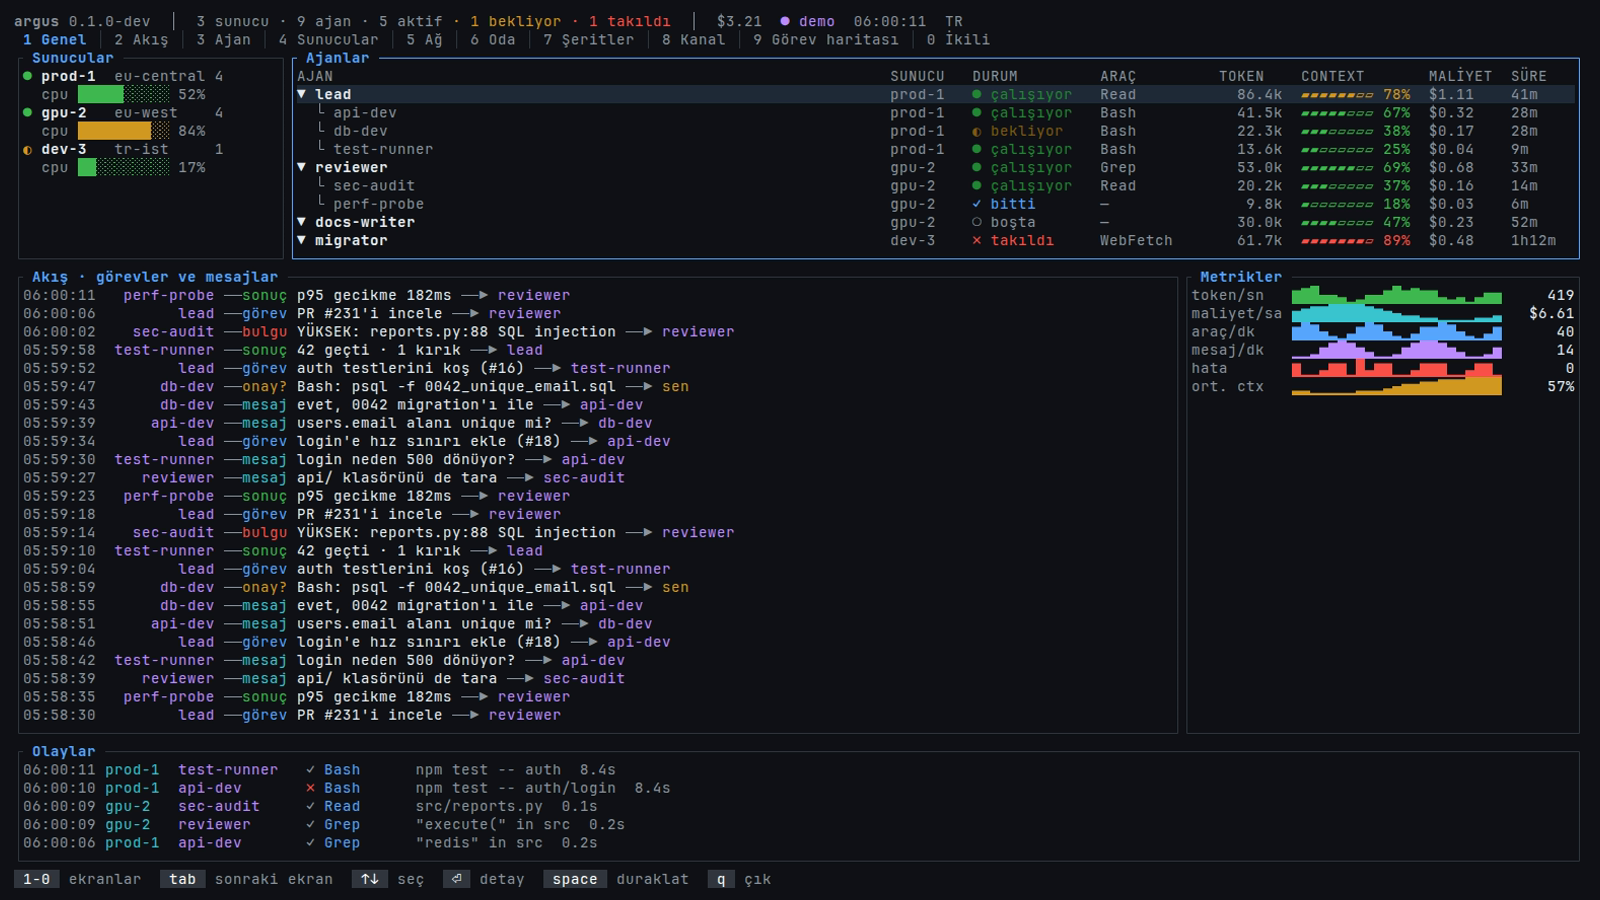 argus 0.1.0-dev │ 3 sunucu · 9 ajan · 5 aktif · 1 bekliyor · 1 takıldı │ $3.21 ● demo 06:00:11 TR
1 Genel │ 2 Akış │ 3 Ajan │ 4 Sunucular │ 5 Ağ │ 6 Oda │ 7 Şeritler │ 8 Kanal │ 9 Görev haritası │ 0 İkili
Sunucular
● prod-1 eu-central 4
cpu 52%
● gpu-2 eu-west 4
cpu 84%
◐ dev-3 tr-ist 1
cpu 17%
Ajanlar
AJAN SUNUCU DURUM ARAÇ TOKEN CONTEXT MALİYET SÜRE
▼ lead prod-1 ● çalışıyor Read 86.4k 78% $1.11 41m
└ api-dev prod-1 ● çalışıyor Bash 41.5k 67% $0.32 28m
└ db-dev prod-1 ◐ bekliyor Bash 22.3k 38% $0.17 28m
└ test-runner prod-1 ● çalışıyor Bash 13.6k 25% $0.04 9m
▼ reviewer gpu-2 ● çalışıyor Grep 53.0k 69% $0.68 33m
└ sec-audit gpu-2 ● çalışıyor Read 20.2k 37% $0.16 14m
└ perf-probe gpu-2 ✓ bitti — 9.8k 18% $0.03 6m
▼ docs-writer gpu-2 ○ boşta — 30.0k 47% $0.23 52m
▼ migrator dev-3 ✕ takıldı WebFetch 61.7k 89% $0.48 1h12m
Akış · görevler ve mesajlar
06:00:11 perf-probe ──sonuç p95 gecikme 182ms ──▶ reviewer
06:00:06 lead ──görev PR #231'i incele ──▶ reviewer
06:00:02 sec-audit ──bulgu YÜKSEK: reports.py:88 SQL injection ──▶ reviewer
05:59:58 test-runner ──sonuç 42 geçti · 1 kırık ──▶ lead
05:59:52 lead ──görev auth testlerini koş (#16) ──▶ test-runner
05:59:47 db-dev ──onay? Bash: psql -f 0042_unique_email.sql ──▶ sen
05:59:43 db-dev ──mesaj evet, 0042 migration'ı ile ──▶ api-dev
05:59:39 api-dev ──mesaj users.email alanı unique mi? ──▶ db-dev
05:59:34 lead ──görev login'e hız sınırı ekle (#18) ──▶ api-dev
05:59:30 test-runner ──mesaj login neden 500 dönüyor? ──▶ api-dev
05:59:27 reviewer ──mesaj api/ klasörünü de tara ──▶ sec-audit
05:59:23 perf-probe ──sonuç p95 gecikme 182ms ──▶ reviewer
05:59:18 lead ──görev PR #231'i incele ──▶ reviewer
05:59:14 sec-audit ──bulgu YÜKSEK: reports.py:88 SQL injection ──▶ reviewer
05:59:10 test-runner ──sonuç 42 geçti · 1 kırık ──▶ lead
05:59:04 lead ──görev auth testlerini koş (#16) ──▶ test-runner
05:58:59 db-dev ──onay? Bash: psql -f 0042_unique_email.sql ──▶ sen
05:58:55 db-dev ──mesaj evet, 0042 migration'ı ile ──▶ api-dev
05:58:51 api-dev ──mesaj users.email alanı unique mi? ──▶ db-dev
05:58:46 lead ──görev login'e hız sınırı ekle (#18) ──▶ api-dev
05:58:42 test-runner ──mesaj login neden 500 dönüyor? ──▶ api-dev
05:58:39 reviewer ──mesaj api/ klasörünü de tara ──▶ sec-audit
05:58:35 perf-probe ──sonuç p95 gecikme 182ms ──▶ reviewer
05:58:30 lead ──görev PR #231'i incele ──▶ reviewer
Metrikler
token/sn 419
maliyet/sa $6.61
araç/dk 40
mesaj/dk 14
hata 0
ort. ctx 57%
Olaylar
06:00:11 prod-1 test-runner ✓ Bash npm test -- auth 8.4s
06:00:10 prod-1 api-dev ✕ Bash npm test -- auth/login 8.4s
06:00:09 gpu-2 sec-audit ✓ Read src/reports.py 0.1s
06:00:09 gpu-2 reviewer ✓ Grep "execute(" in src 0.2s
06:00:06 prod-1 api-dev ✓ Grep "redis" in src 0.2s
1-0 ekranlar tab sonraki ekran ↑↓ seç ⏎ detay space duraklat q çık